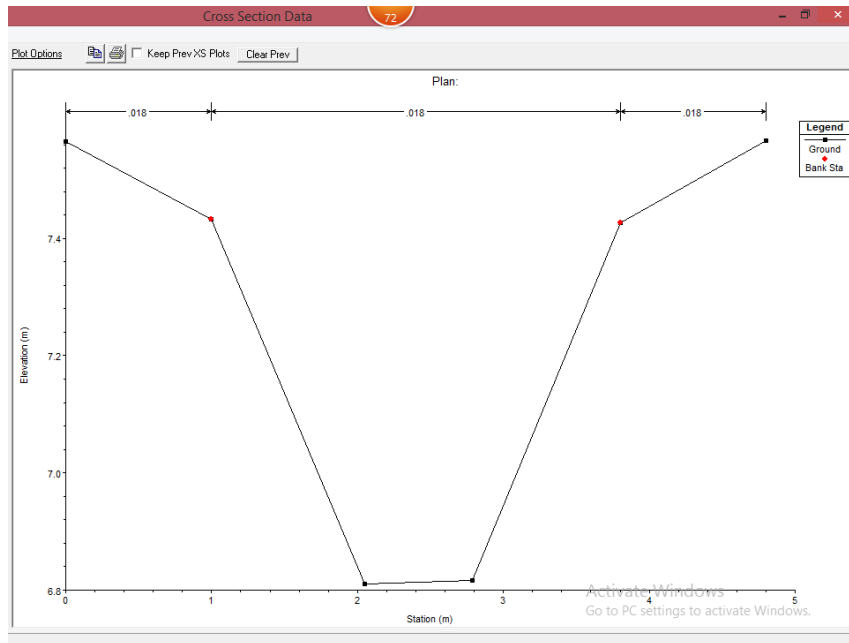 Cross Section Data
72
Plot Options
Keep Prev XS Plots
Clear Prev
Plan:
.018
.018
.018
Legend
Ground
Bank Sta
7.4
7.2
7.0
6.8
Elevation (m)
0
1
2
3
4
5
Station (m)
Activate Windows
Go to PC settings to activate Windows.